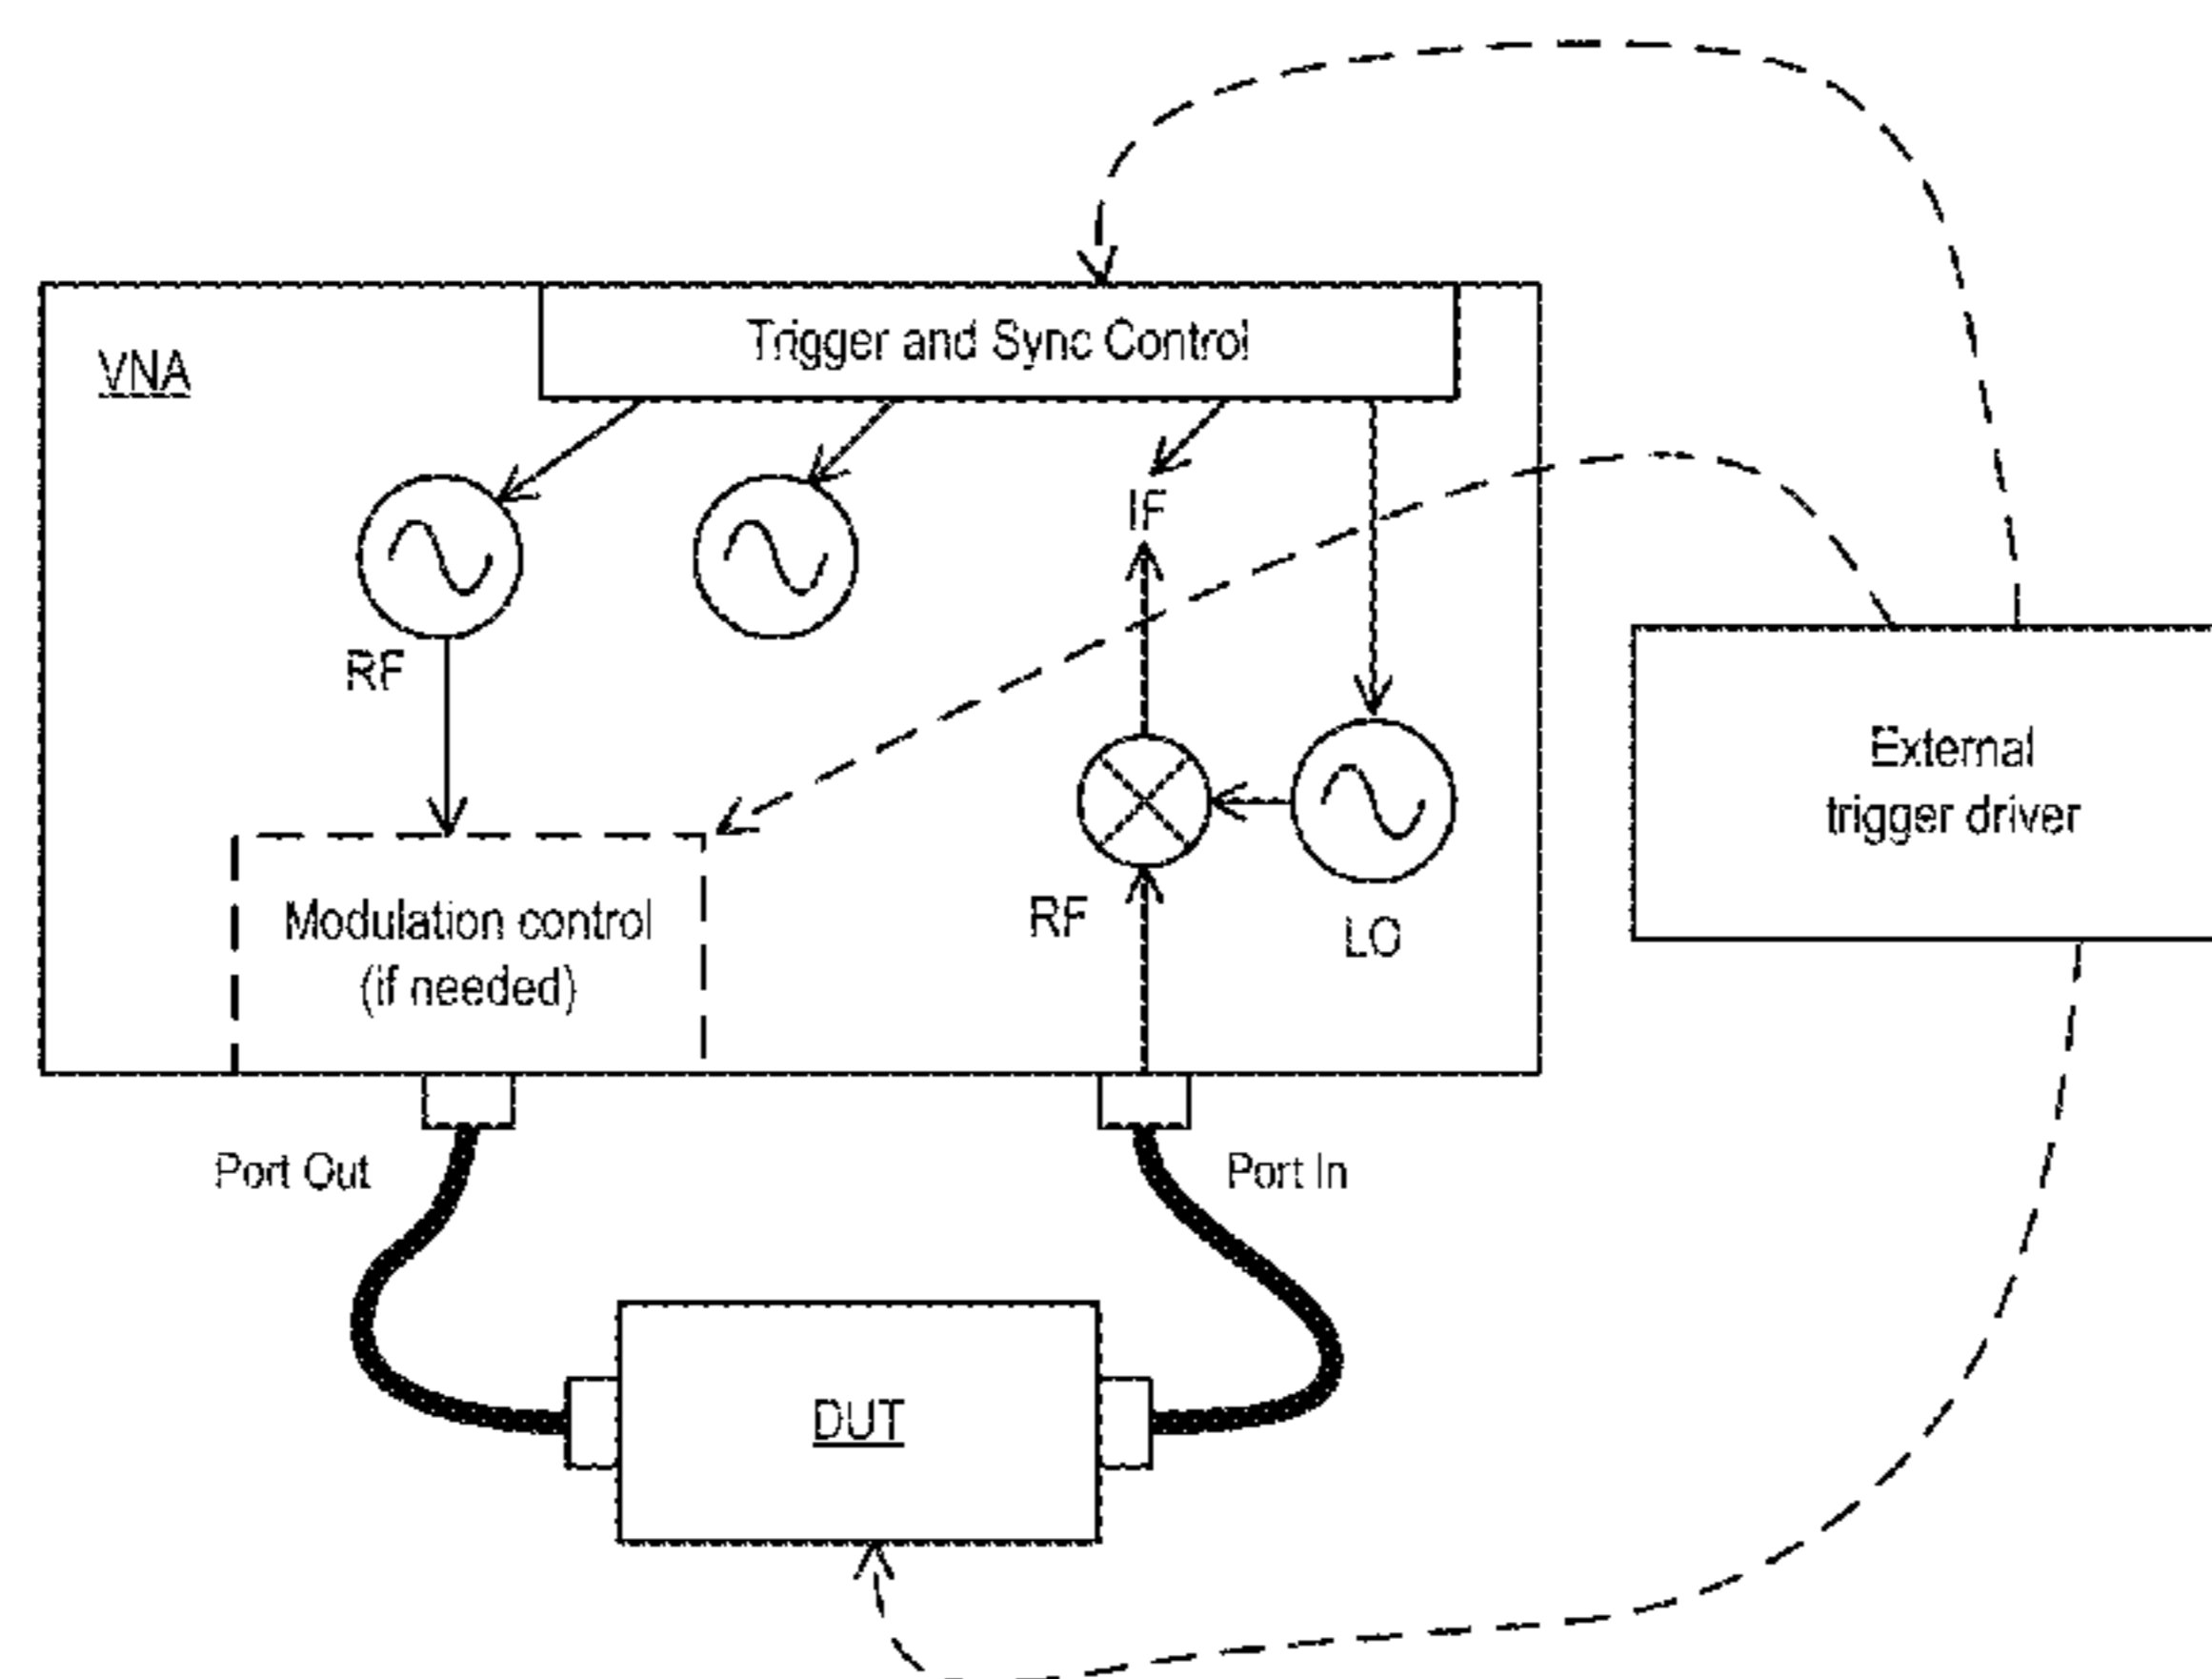 Trigger and Sync Control
VNA
IF
RF
External
trigger driver
Modulation control
(if needed)
RF
LO
Port Out
Port In
DUT